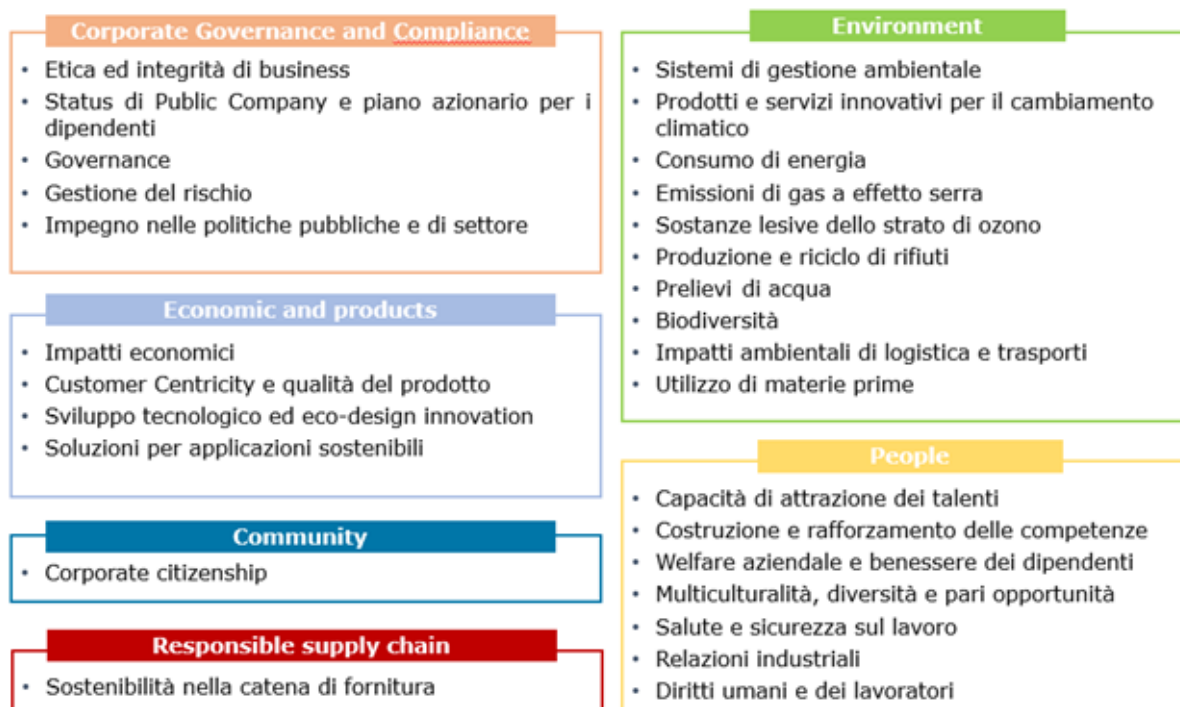 Corporate Governance and Compliance
• Etica ed integrità di business
• Status di Public Company e piano azionario per i
dipendenti
• Governance
• Gestione del rischio
• Impegno nelle politiche pubbliche e di settore
Economic and products
• Impatti economici
• Customer Centricity e qualità del prodotto
• Sviluppo tecnologico ed eco-design innovation
• Soluzioni per applicazioni sostenibili
Community
• Corporate citizenship
Responsible supply chain
• Sostenibilità nella catena di fornitura
Environment
• Sistemi di gestione ambientale
• Prodotti e servizi innovativi per il cambiamento
climatico
• Consumo di energia
• Emissioni di gas a effetto serra
• Sostanze lesive dello strato di ozono
• Produzione e riciclo di rifiuti
• Prelievi di acqua
• Biodiversità
• Impatti ambientali di logistica e trasporti
• Utilizzo di materie prime
People
• Capacità di attrazione dei talenti
• Costruzione e rafforzamento delle competenze
• Welfare aziendale e benessere dei dipendenti
• Multiculturalità, diversità e pari opportunità
• Salute e sicurezza sul lavoro
• Relazioni industriali
• Diritti umani e dei lavoratori